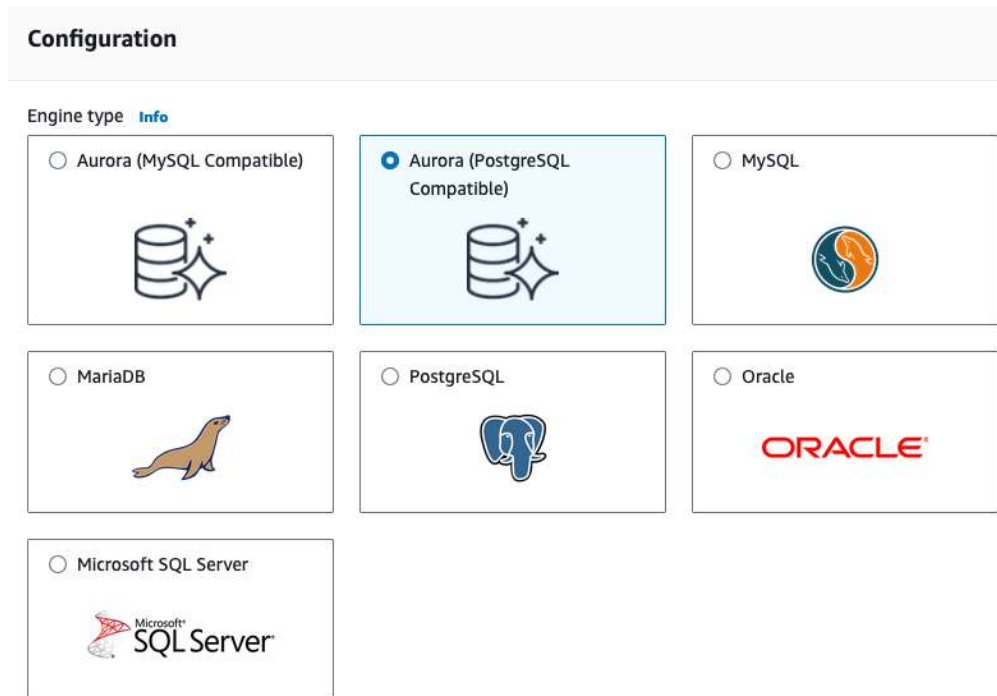 Configuration
Engine type Info
Aurora (MySQL Compatible)
Aurora (PostgreSQL
Compatible)
MySQL
MariaDB
PostgreSQL
Oracle
ORACLE®
Microsoft SQL Server
Microsoft®
SQL Server®